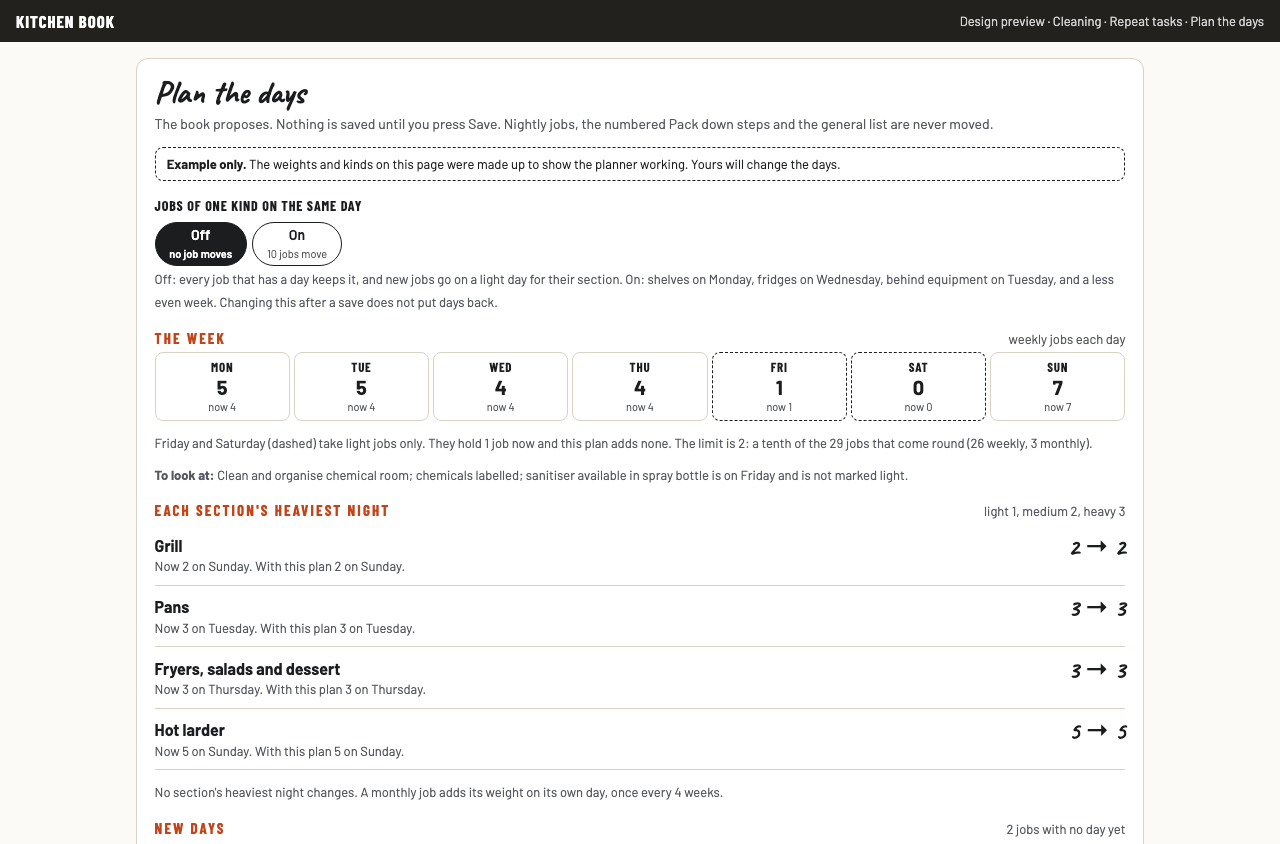 KITCHEN BOOK
Design preview · Cleaning · Repeat tasks · Plan the days
Plan the days
The book proposes. Nothing is saved until you press Save. Nightly jobs, the numbered Pack down steps and the general list are never moved.
Example only. The weights and kinds on this page were made up to show the planner working. Yours will change the days.
JOBS OF ONE KIND ON THE SAME DAY
Off
no job moves
On
10 jobs move
Off: every job that has a day keeps it, and new jobs go on a light day for their section. On: shelves on Monday, fridges on Wednesday, behind equipment on Tuesday, and a less
even week. Changing this after a save does not put days back.
THE WEEK
weekly jobs each day
MON
5
now 4
TUE
5
now 4
WED
4
now 4
THU
4
now 4
FRI
1
now 1
SAT
0
now 0
SUN
7
now 7
Friday and Saturday (dashed) take light jobs only. They hold 1 job now and this plan adds none. The limit is 2: a tenth of the 29 jobs that come round (26 weekly, 3 monthly).
To look at: Clean and organise chemical room; chemicals labelled; sanitiser available in spray bottle is on Friday and is not marked light.
EACH SECTION'S HEAVIEST NIGHT
light 1, medium 2, heavy 3
Grill
2 → 2
Now 2 on Sunday. With this plan 2 on Sunday.
Pans
3 → 3
Now 3 on Tuesday. With this plan 3 on Tuesday.
Fryers, salads and dessert
3 → 3
Now 3 on Thursday. With this plan 3 on Thursday.
Hot larder
5 → 5
Now 5 on Sunday. With this plan 5 on Sunday.
No section's heaviest night changes. A monthly job adds its weight on its own day, once every 4 weeks.
NEW DAYS
2 jobs with no day yet